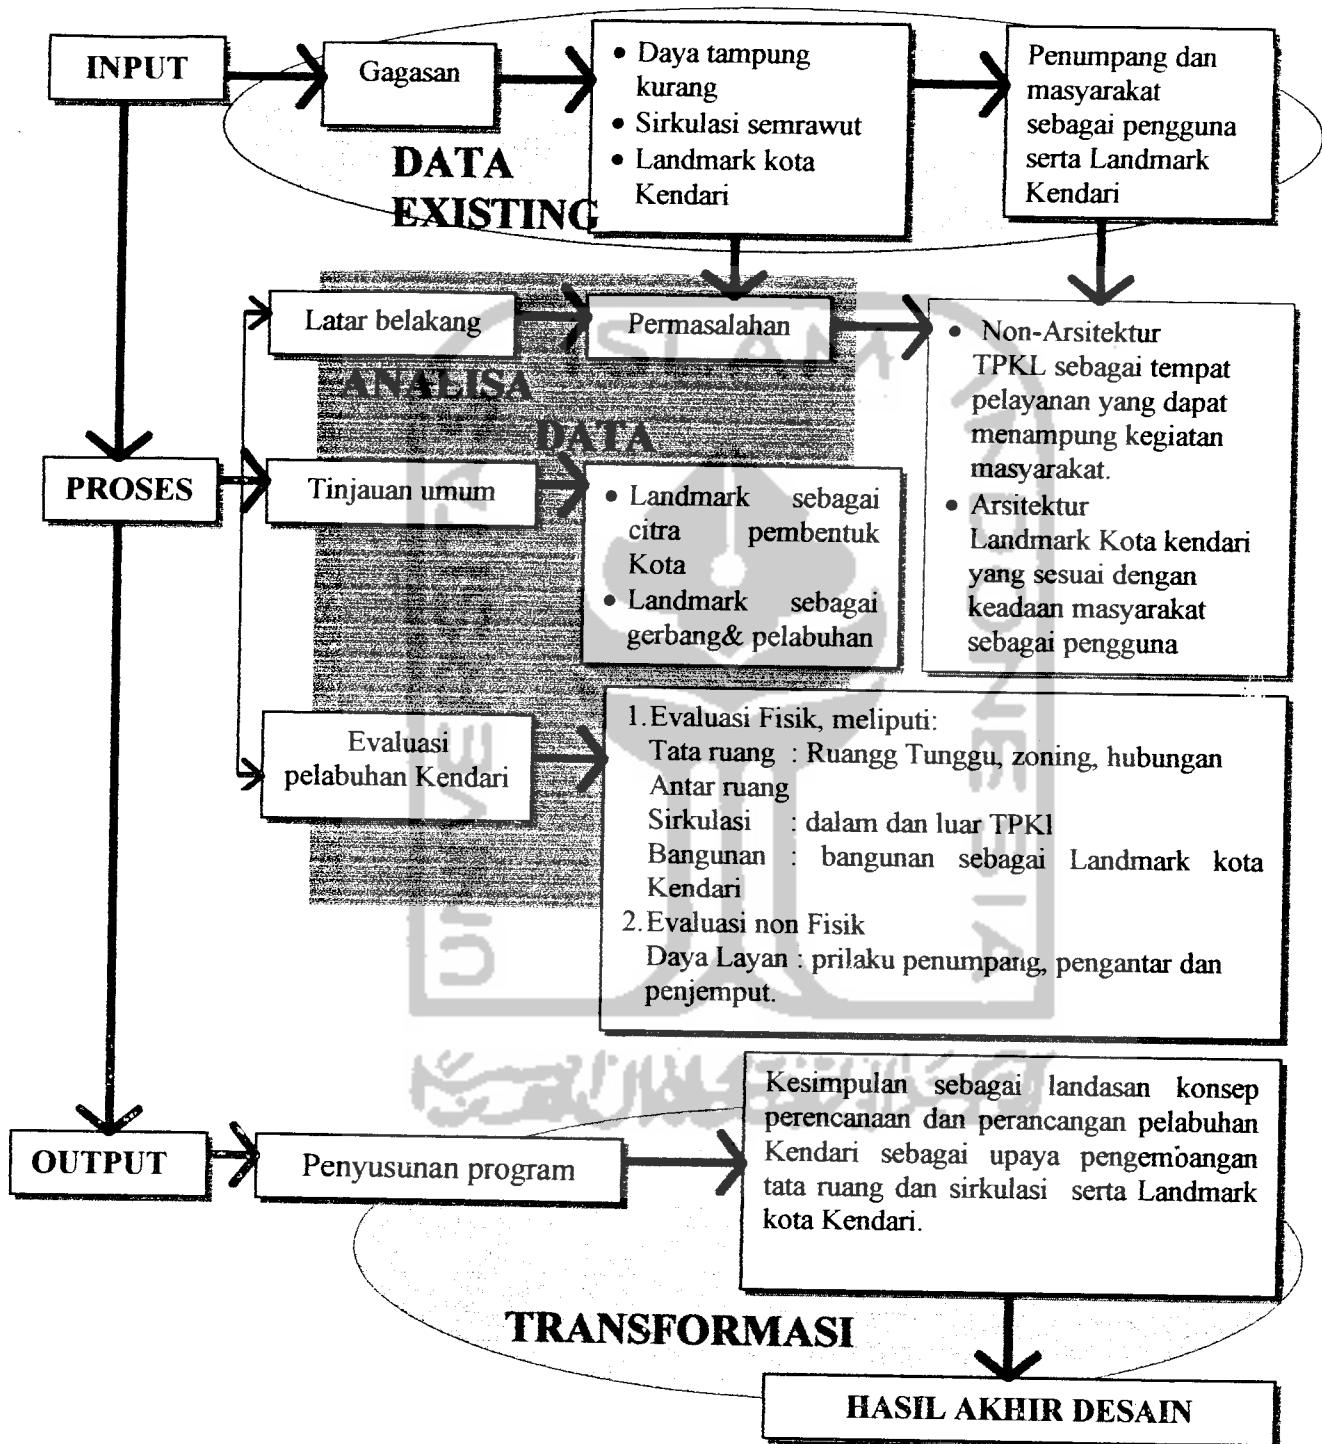 INPUT
Gagasan
• Daya tampung
kurang
• Sirkulasi semrawut
• Landmark kota
Kendari
Penumpang dan
masyarakat
sebagai pengguna
serta Landmark
Kendari
DATA
EXISTING
Latar belakang
Permasalahan
• Non-Arsitektur
TPKL sebagai tempat
pelayanan yang dapat
menampung kegiatan
masyarakat.
• Arsitektur
Landmark Kota kendari
yang sesuai dengan
keadaan masyarakat
sebagai pengguna
ANALISA
DATA
PROSES
Tinjauan umum
• Landmark sebagai
citra pembentuk
Kota
• Landmark sebagai
gerbang& pelabuhan
Evaluasi
pelabuhan Kendari
1. Evaluasi Fisik, meliputi:
Tata ruang : Ruangg Tunggu, zoning, hubungan
Antar ruang
Sirkulasi : dalam dan luar TPKl
Bangunan : bangunan sebagai Landmark kota
Kendari
2. Evaluasi non Fisik
Daya Layan : prilaku penumpang, pengantar dan
penjemput.
OUTPUT
Penyusunan program
Kesimpulan sebagai landasan konsep
perencanaan dan perancangan pelabuhan
Kendari sebagai upaya pengembangan
tata ruang dan sirkulasi serta Landmark
kota Kendari.
TRANSFORMASI
HASIL AKHIR DESAIN
UNIVERSITAS
ISLAM
INDONESIA